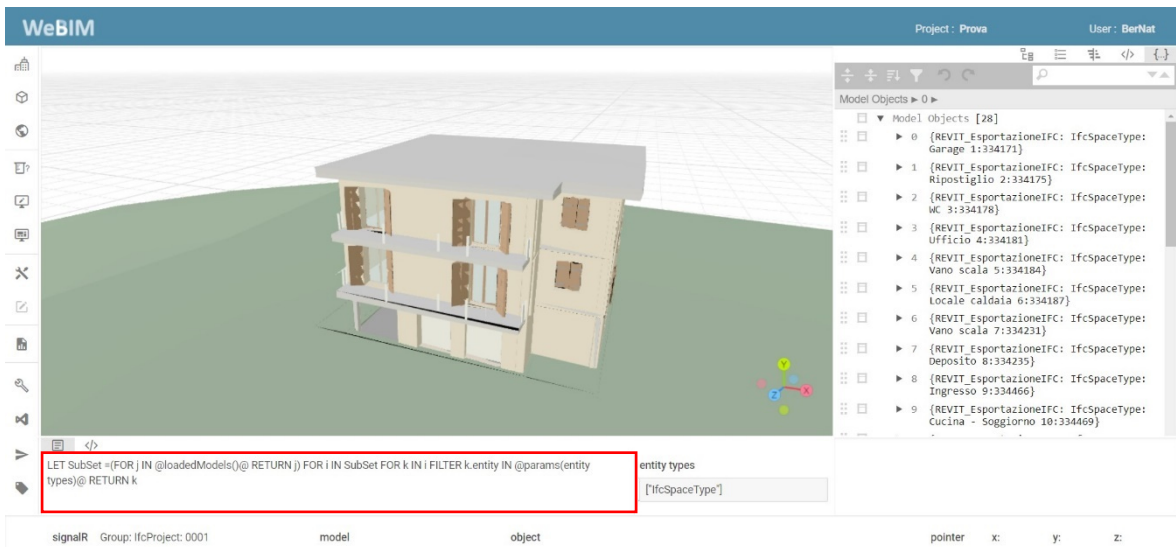 WeBIM
Project : Prova
User : BerNat
Model Objects ► 0 ►
▼ Model Objects [28]
► 0 {REVIT_EsportazioneIFC: IfcSpaceType:
Garage 1:334171}
► 1 {REVIT_EsportazioneIFC: IfcSpaceType:
Ripostiglio 2:334175}
► 2 {REVIT_EsportazioneIFC: IfcSpaceType:
WC 3:334178}
► 3 {REVIT_EsportazioneIFC: IfcSpaceType:
Ufficio 4:334181}
► 4 {REVIT_EsportazioneIFC: IfcSpaceType:
Vano scala 5:334184}
► 5 {REVIT_EsportazioneIFC: IfcSpaceType:
Locale caldaia 6:334187}
► 6 {REVIT_EsportazioneIFC: IfcSpaceType:
Vano scala 7:334231}
► 7 {REVIT_EsportazioneIFC: IfcSpaceType:
Deposito 8:334235}
► 8 {REVIT_EsportazioneIFC: IfcSpaceType:
Ingresso 9:334466}
► 9 {REVIT_EsportazioneIFC: IfcSpaceType:
Cucina - Soggiorno 10:334469}
Y
X
Z
LET SubSet =(FOR j IN @loadedModels()@ RETURN j) FOR i IN SubSet FOR k IN i FILTER k.entity IN @params(entity
types)@ RETURN k
entity types
["IfcSpaceType"]
signalR Group: IfcProject: 0001 model object pointer x: y: z: